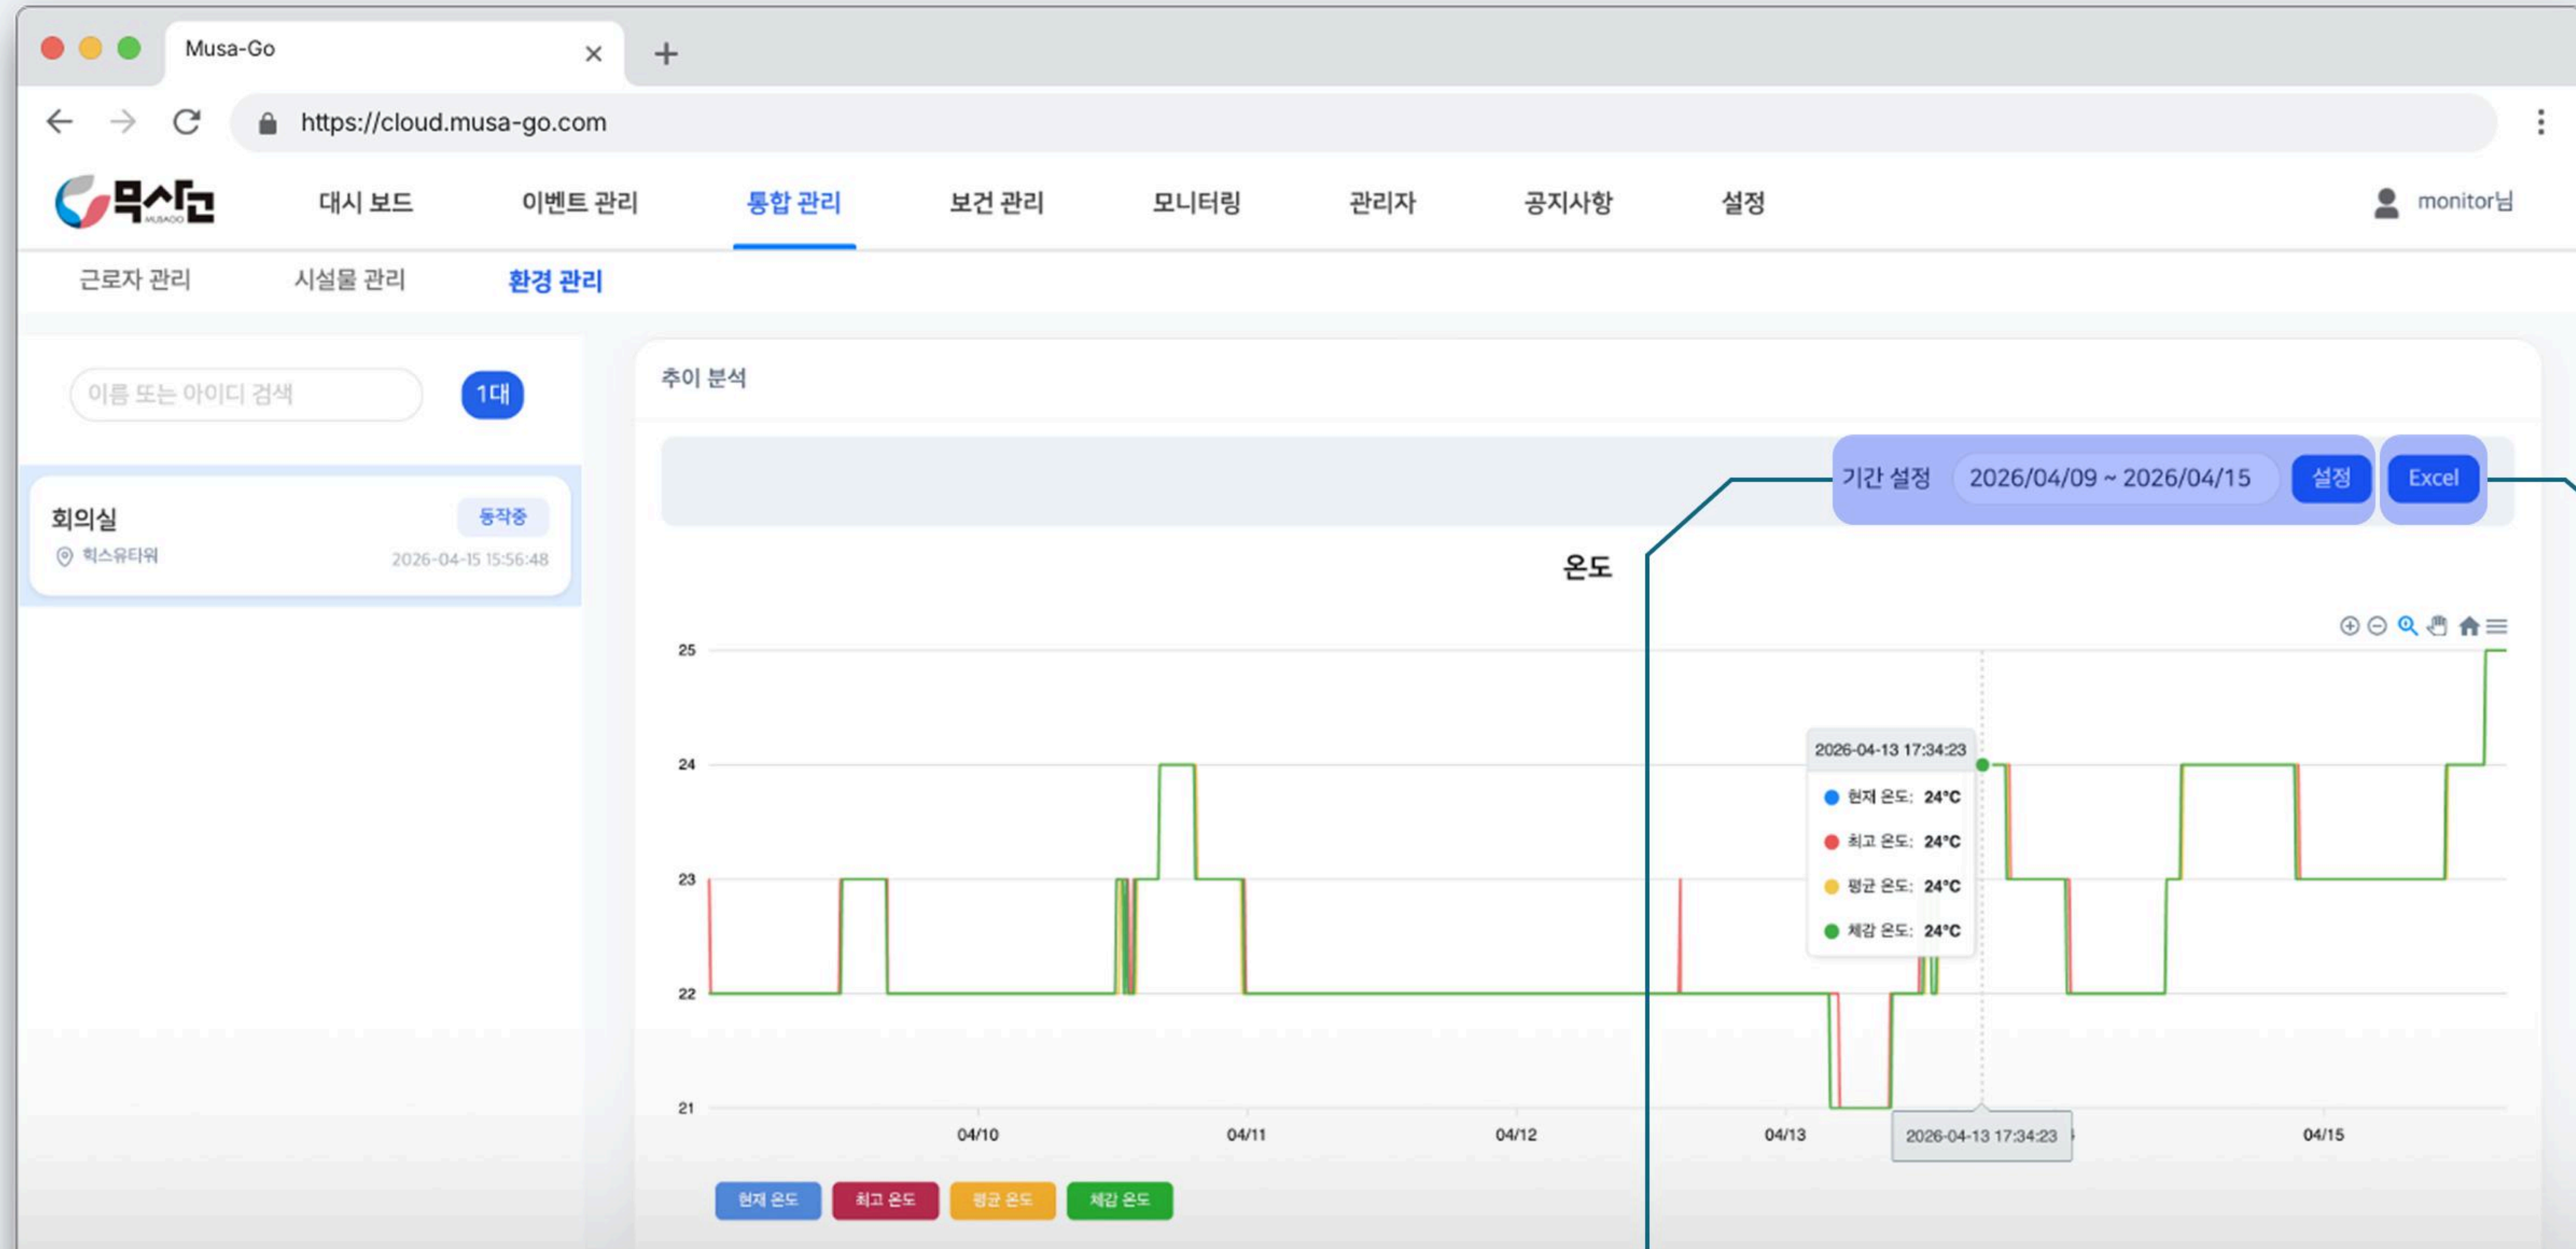 Musa-Go
https://cloud.musa-go.com
무사고
MUSAGO
대시 보드
이벤트 관리
통합 관리
보건 관리
모니터링
관리자
공지사항
설정
monitor님
근로자 관리
시설물 관리
환경 관리
이름 또는 아이디 검색
1대
회의실
동작중
힉스유타워
2026-04-15 15:56:48
추이 분석
기간 설정
2026/04/09 ~ 2026/04/15
설정
Excel
온도
25
24
23
22
21
2026-04-13 17:34:23
현재 온도: 24°C
최고 온도: 24°C
평균 온도: 24°C
체감 온도: 24°C
04/10
04/11
04/12
04/13
2026-04-13 17:34:23
04/15
현재 온도
최고 온도
평균 온도
체감 온도